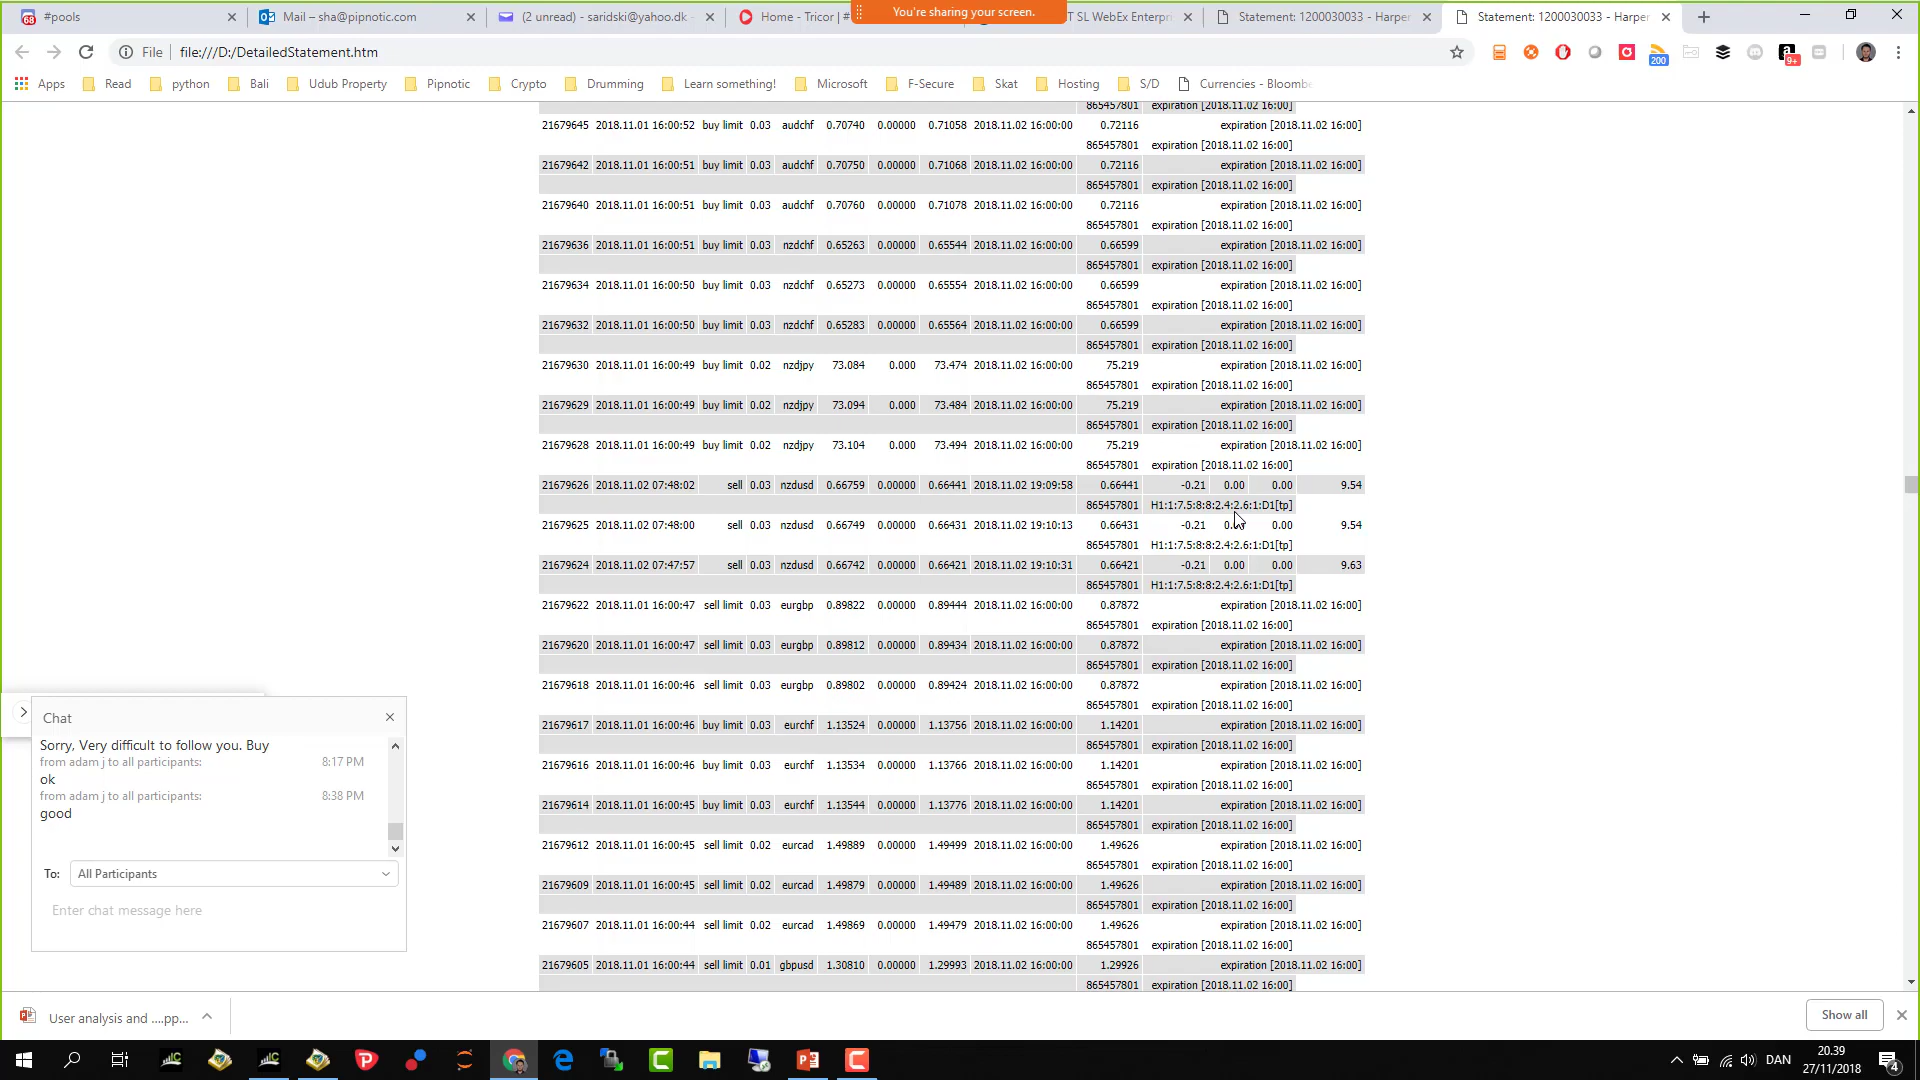 #pools
Mail – sha@pipnotic.com
(2 unread) - saridski@yahoo.dk -
Home - Tricor | #
You're sharing your screen.
T SL WebEx Enterpri
Statement: 1200030033 - Harper
Statement: 1200030033 - Harper
File
file:///D:/DetailedStatement.htm
200
9+
Apps
Read
python
Bali
Udub Property
Pipnotic
Crypto
Drumming
Learn something!
Microsoft
F-Secure
Skat
Hosting
S/D
Currencies - Bloombe
865457801 expiration [2018.11.02 16:00]
21679645 2018.11.01 16:00:52 buy limit 0.03 audchf 0.70740 0.00000 0.71058 2018.11.02 16:00:00 0.72116 expiration [2018.11.02 16:00]
865457801 expiration [2018.11.02 16:00]
21679642 2018.11.01 16:00:51 buy limit 0.03 audchf 0.70750 0.00000 0.71068 2018.11.02 16:00:00 0.72116 expiration [2018.11.02 16:00]
865457801 expiration [2018.11.02 16:00]
21679640 2018.11.01 16:00:51 buy limit 0.03 audchf 0.70760 0.00000 0.71078 2018.11.02 16:00:00 0.72116 expiration [2018.11.02 16:00]
865457801 expiration [2018.11.02 16:00]
21679636 2018.11.01 16:00:51 buy limit 0.03 nzdchf 0.65263 0.00000 0.65544 2018.11.02 16:00:00 0.66599 expiration [2018.11.02 16:00]
865457801 expiration [2018.11.02 16:00]
21679634 2018.11.01 16:00:50 buy limit 0.03 nzdchf 0.65273 0.00000 0.65554 2018.11.02 16:00:00 0.66599 expiration [2018.11.02 16:00]
865457801 expiration [2018.11.02 16:00]
21679632 2018.11.01 16:00:50 buy limit 0.03 nzdchf 0.65283 0.00000 0.65564 2018.11.02 16:00:00 0.66599 expiration [2018.11.02 16:00]
865457801 expiration [2018.11.02 16:00]
21679630 2018.11.01 16:00:49 buy limit 0.02 nzdjpy 73.084 0.000 73.474 2018.11.02 16:00:00 75.219 expiration [2018.11.02 16:00]
865457801 expiration [2018.11.02 16:00]
21679629 2018.11.01 16:00:49 buy limit 0.02 nzdjpy 73.094 0.000 73.484 2018.11.02 16:00:00 75.219 expiration [2018.11.02 16:00]
865457801 expiration [2018.11.02 16:00]
21679628 2018.11.01 16:00:49 buy limit 0.02 nzdjpy 73.104 0.000 73.494 2018.11.02 16:00:00 75.219 expiration [2018.11.02 16:00]
865457801 expiration [2018.11.02 16:00]
21679626 2018.11.02 07:48:02 sell 0.03 nzdusd 0.66759 0.00000 0.66441 2018.11.02 19:09:58 0.66441 -0.21 0.00 0.00 9.54
865457801 H1:1:7.5:8:8:2.4:2.6:1:D1[tp]
21679625 2018.11.02 07:48:00 sell 0.03 nzdusd 0.66749 0.00000 0.66431 2018.11.02 19:10:13 0.66431 -0.21 0.00 0.00 9.54
865457801 H1:1:7.5:8:8:2.4:2.6:1:D1[tp]
21679624 2018.11.02 07:47:57 sell 0.03 nzdusd 0.66742 0.00000 0.66421 2018.11.02 19:10:31 0.66421 -0.21 0.00 0.00 9.63
865457801 H1:1:7.5:8:8:2.4:2.6:1:D1[tp]
21679622 2018.11.01 16:00:47 sell limit 0.03 eurgbp 0.89822 0.00000 0.89444 2018.11.02 16:00:00 0.87872 expiration [2018.11.02 16:00]
865457801 expiration [2018.11.02 16:00]
21679620 2018.11.01 16:00:47 sell limit 0.03 eurgbp 0.89812 0.00000 0.89434 2018.11.02 16:00:00 0.87872 expiration [2018.11.02 16:00]
865457801 expiration [2018.11.02 16:00]
21679618 2018.11.01 16:00:46 sell limit 0.03 eurgbp 0.89802 0.00000 0.89424 2018.11.02 16:00:00 0.87872 expiration [2018.11.02 16:00]
865457801 expiration [2018.11.02 16:00]
21679617 2018.11.01 16:00:46 buy limit 0.03 eurchf 1.13524 0.00000 1.13756 2018.11.02 16:00:00 1.14201 expiration [2018.11.02 16:00]
865457801 expiration [2018.11.02 16:00]
21679616 2018.11.01 16:00:46 buy limit 0.03 eurchf 1.13534 0.00000 1.13766 2018.11.02 16:00:00 1.14201 expiration [2018.11.02 16:00]
865457801 expiration [2018.11.02 16:00]
21679614 2018.11.01 16:00:45 buy limit 0.03 eurchf 1.13544 0.00000 1.13776 2018.11.02 16:00:00 1.14201 expiration [2018.11.02 16:00]
865457801 expiration [2018.11.02 16:00]
21679612 2018.11.01 16:00:45 sell limit 0.02 eurcad 1.49889 0.00000 1.49499 2018.11.02 16:00:00 1.49626 expiration [2018.11.02 16:00]
865457801 expiration [2018.11.02 16:00]
21679609 2018.11.01 16:00:45 sell limit 0.02 eurcad 1.49879 0.00000 1.49489 2018.11.02 16:00:00 1.49626 expiration [2018.11.02 16:00]
865457801 expiration [2018.11.02 16:00]
21679607 2018.11.01 16:00:44 sell limit 0.02 eurcad 1.49869 0.00000 1.49479 2018.11.02 16:00:00 1.49626 expiration [2018.11.02 16:00]
865457801 expiration [2018.11.02 16:00]
21679605 2018.11.01 16:00:44 sell limit 0.01 gbpusd 1.30810 0.00000 1.29993 2018.11.02 16:00:00 1.29926 expiration [2018.11.02 16:00]
865457801 expiration [2018.11.02 16:00]
Chat
Sorry, Very difficult to follow you. Buy
from adam j to all participants: 8:17 PM
ok
from adam j to all participants: 8:38 PM
good
To: All Participants
Enter chat message here
User analysis and ....pp...
Show all
DAN
20.39
27/11/2018
4